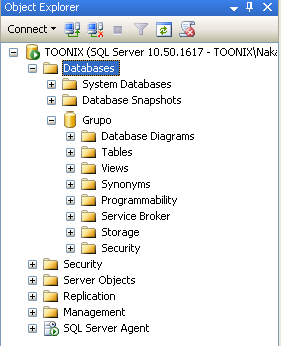 Object Explorer
Connect
TOONIX (SQL Server 10.50.1617 - TOONIX\Naka
Databases
System Databases
Database Snapshots
Grupo
Database Diagrams
Tables
Views
Synonyms
Programmability
Service Broker
Storage
Security
Security
Server Objects
Replication
Management
SQL Server Agent